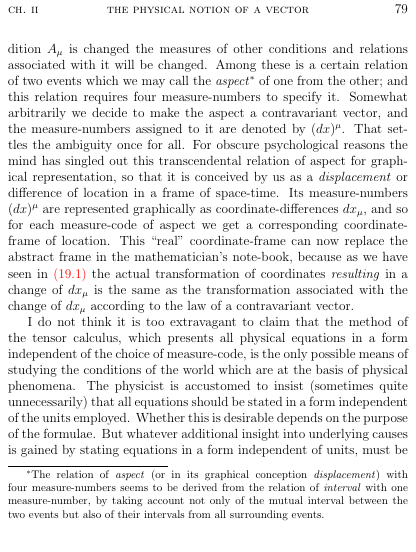 CH. II THE PHYSICAL NOTION OF A VECTOR 79
dition Aμ is changed the measures of other conditions and relations
associated with it will be changed. Among these is a certain relation
of two events which we may call the aspect* of one from the other; and
this relation requires four measure-numbers to specify it. Somewhat
arbitrarily we decide to make the aspect a contravariant vector, and
the measure-numbers assigned to it are denoted by (dx)^μ. That set-
tles the ambiguity once for all. For obscure psychological reasons the
mind has singled out this transcendental relation of aspect for graph-
ical representation, so that it is conceived by us as a displacement or
difference of location in a frame of space-time. Its measure-numbers
(dx)^μ are represented graphically as coordinate-differences dxμ, and so
for each measure-code of aspect we get a corresponding coordinate-
frame of location. This “real” coordinate-frame can now replace the
abstract frame in the mathematician's note-book, because as we have
seen in (19.1) the actual transformation of coordinates resulting in a
change of dxμ is the same as the transformation associated with the
change of dxμ according to the law of a contravariant vector.
I do not think it is too extravagant to claim that the method of
the tensor calculus, which presents all physical equations in a form
independent of the choice of measure-code, is the only possible means of
studying the conditions of the world which are at the basis of physical
phenomena. The physicist is accustomed to insist (sometimes quite
unnecessarily) that all equations should be stated in a form independent
of the units employed. Whether this is desirable depends on the purpose
of the formulae. But whatever additional insight into underlying causes
is gained by stating equations in a form independent of units, must be
*The relation of aspect (or in its graphical conception displacement) with
four measure-numbers seems to be derived from the relation of interval with one
measure-number, by taking account not only of the mutual interval between the
two events but also of their intervals from all surrounding events.